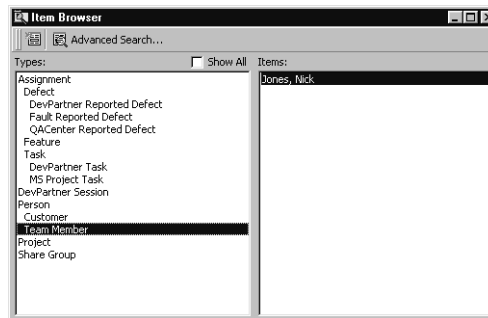 Item Browser
Advanced Search...
Types:
Show All
Items:
Assignment
Defect
DevPartner Reported Defect
Fault Reported Defect
QACenter Reported Defect
Feature
Task
DevPartner Task
MS Project Task
DevPartner Session
Person
Customer
Team Member
Project
Share Group
Jones, Nick